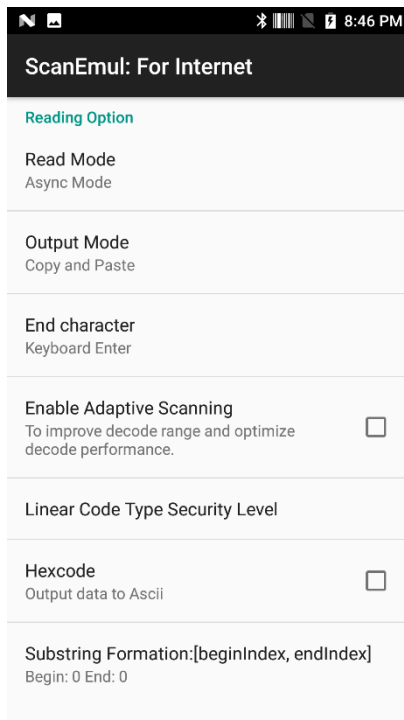 8:46 PM
ScanEmul: For Internet
Reading Option
Read Mode
Async Mode
Output Mode
Copy and Paste
End character
Keyboard Enter
Enable Adaptive Scanning
To improve decode range and optimize
decode performance.
Linear Code Type Security Level
Hexcode
Output data to Ascii
Substring Formation:[beginIndex, endIndex]
Begin: 0 End: 0